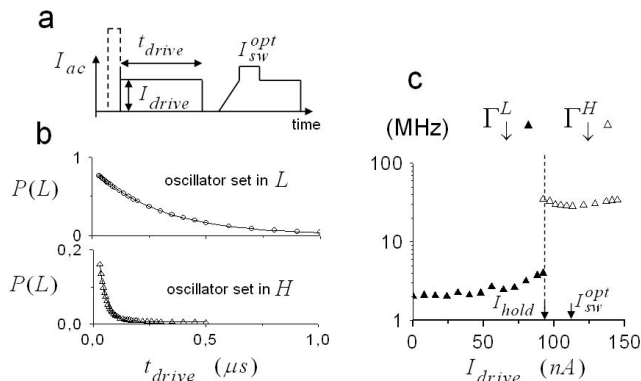 a
t_drive
I_ac
I_sw^opt
I_drive
time
b
1
P(L)
oscillator set in L
0
0,2
P(L)
oscillator set in H
0,0
0,0
0,5
1,0
t_drive (μs)
c
(MHz)
Γ_↓^L ▲
Γ_↓^H △
100
10
1
I_hold
I_sw^opt
0
50
100
150
I_drive (nA)